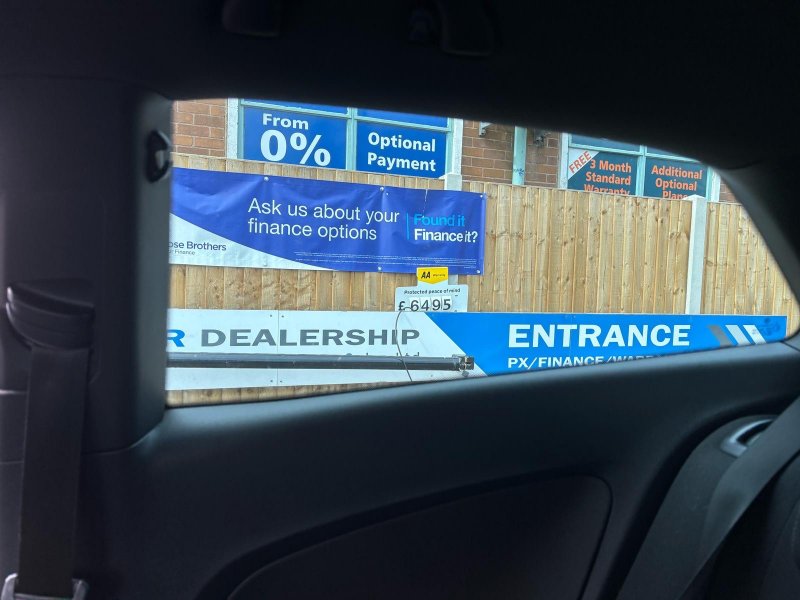 From
0%
Optional
Payment
FREE
3 Month
Standard
Warranty
Additional
Optional
Ask us about your
finance options
Found it
Finance it?
Brothers
AA
Protected peace of mind
£6495
DEALERSHIP
ENTRANCE
PX/FINANCE/